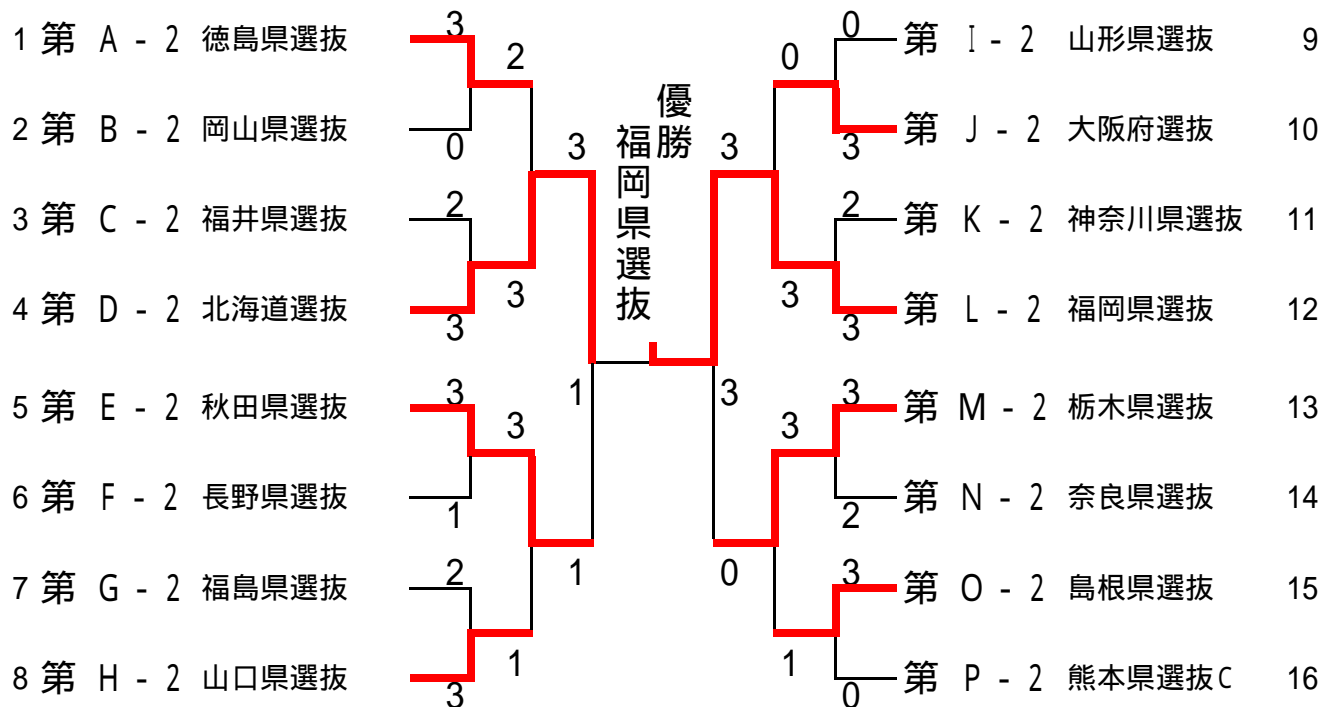 1 第 A - 2 徳島県選抜
2 第 B - 2 岡山県選抜
3 第 C - 2 福井県選抜
4 第 D - 2 北海道選抜
5 第 E - 2 秋田県選抜
6 第 F - 2 長野県選抜
7 第 G - 2 福島県選抜
8 第 H - 2 山口県選抜
3
0
2
3
3
1
2
3
2
3
3
1
3
1
1
優勝
福岡県選抜
3
3
0
0
3
3
1
0
3
2
3
3
2
3
0
第 I - 2 山形県選抜 9
第 J - 2 大阪府選抜 10
第 K - 2 神奈川県選抜 11
第 L - 2 福岡県選抜 12
第 M - 2 栃木県選抜 13
第 N - 2 奈良県選抜 14
第 O - 2 島根県選抜 15
第 P - 2 熊本県選抜C 16